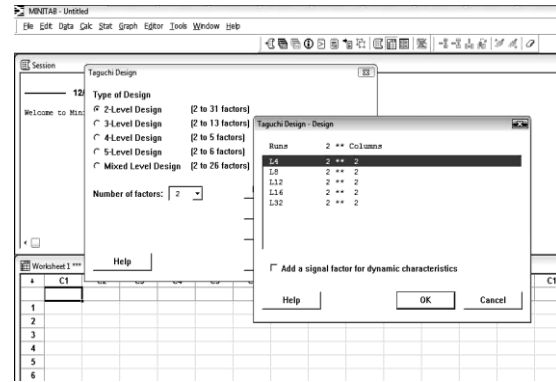 MINITAB - Untitled
File Edit Data Calc Stat Graph Editor Tools Window Help
Session
12/
Welcome to Min
Taguchi Design
Type of Design
2-Level Design (2 to 31 factors)
3-Level Design (2 to 13 factors)
4-Level Design (2 to 5 factors)
5-Level Design (2 to 6 factors)
Mixed Level Design (2 to 26 factors)
Number of factors: 2
Help
Taguchi Design - Design
Runs 2 ** Columns
L4 2 ** 2
L8 2 ** 2
L12 2 ** 2
L16 2 ** 2
L32 2 ** 2
Add a signal factor for dynamic characteristics
Help OK Cancel
Worksheet 1 ***
C1 C2 C3 C4 C5 C1
1
2
3
4
5
6